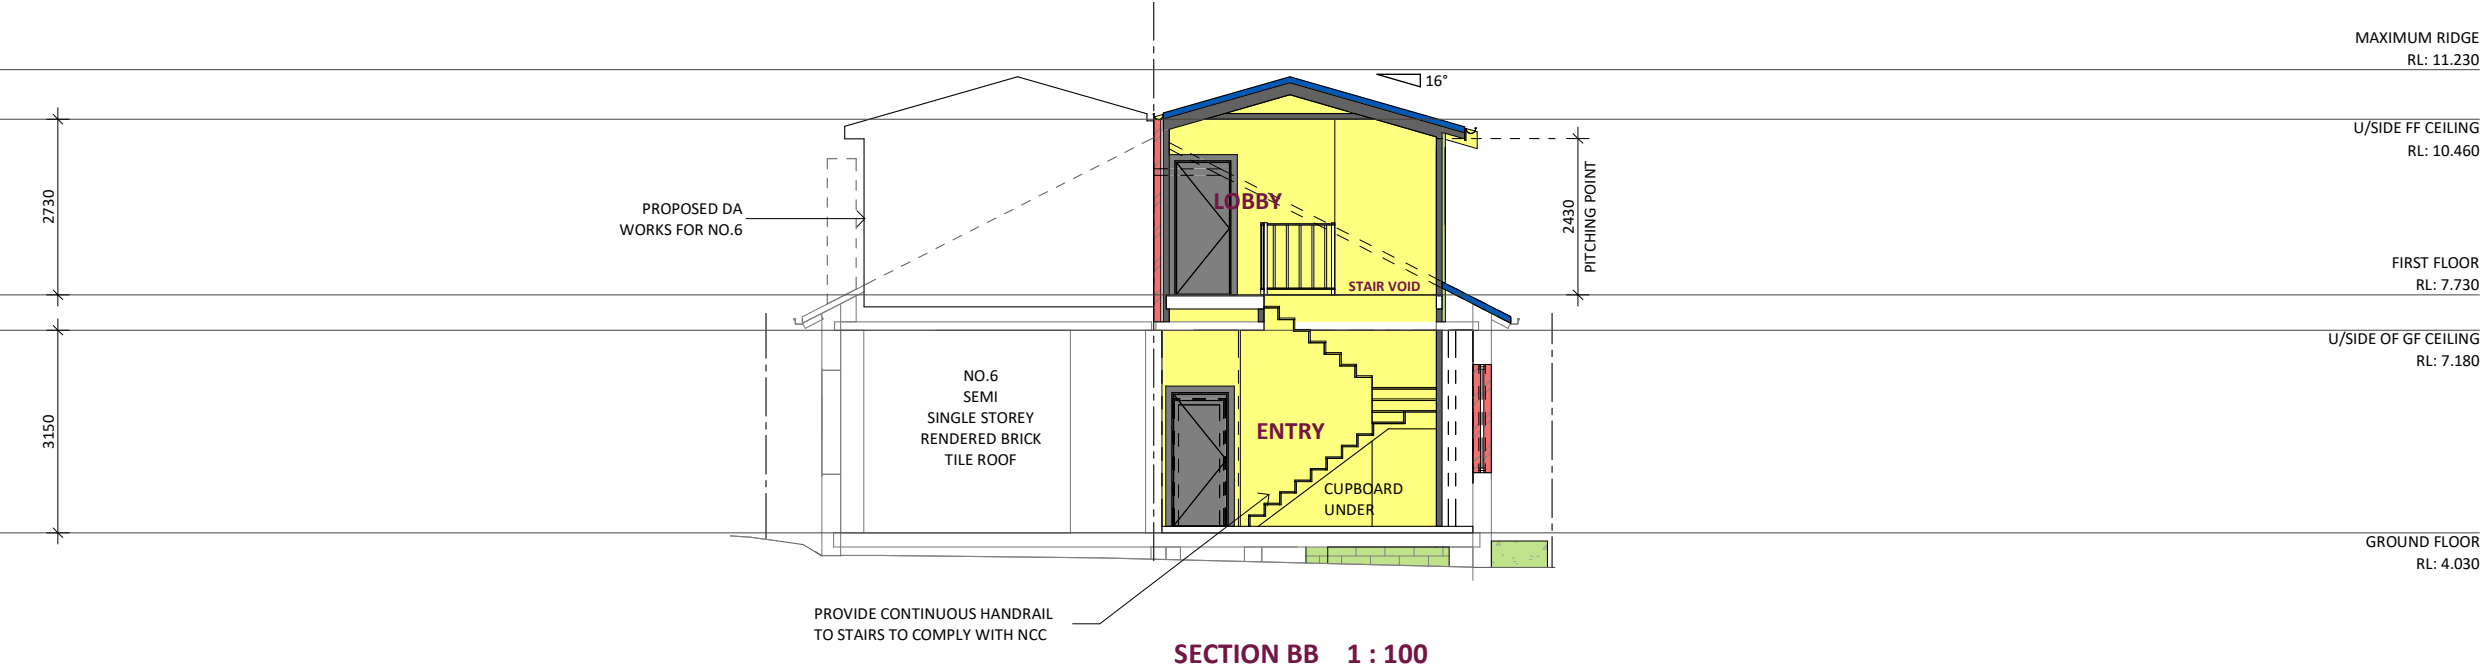 MAXIMUM RIDGE
RL: 11.230
16°
U/SIDE FF CEILING
RL: 10.460
2730
PROPOSED DA
WORKS FOR NO.6
LOBBY
2430
PITCHING POINT
FIRST FLOOR
RL: 7.730
STAIR VOID
U/SIDE OF GF CEILING
RL: 7.180
NO.6
SEMI
SINGLE STOREY
RENDERED BRICK
TILE ROOF
3150
ENTRY
CUPBOARD
UNDER
GROUND FLOOR
RL: 4.030
PROVIDE CONTINUOUS HANDRAIL
TO STAIRS TO COMPLY WITH NCC
SECTION BB 1 : 100